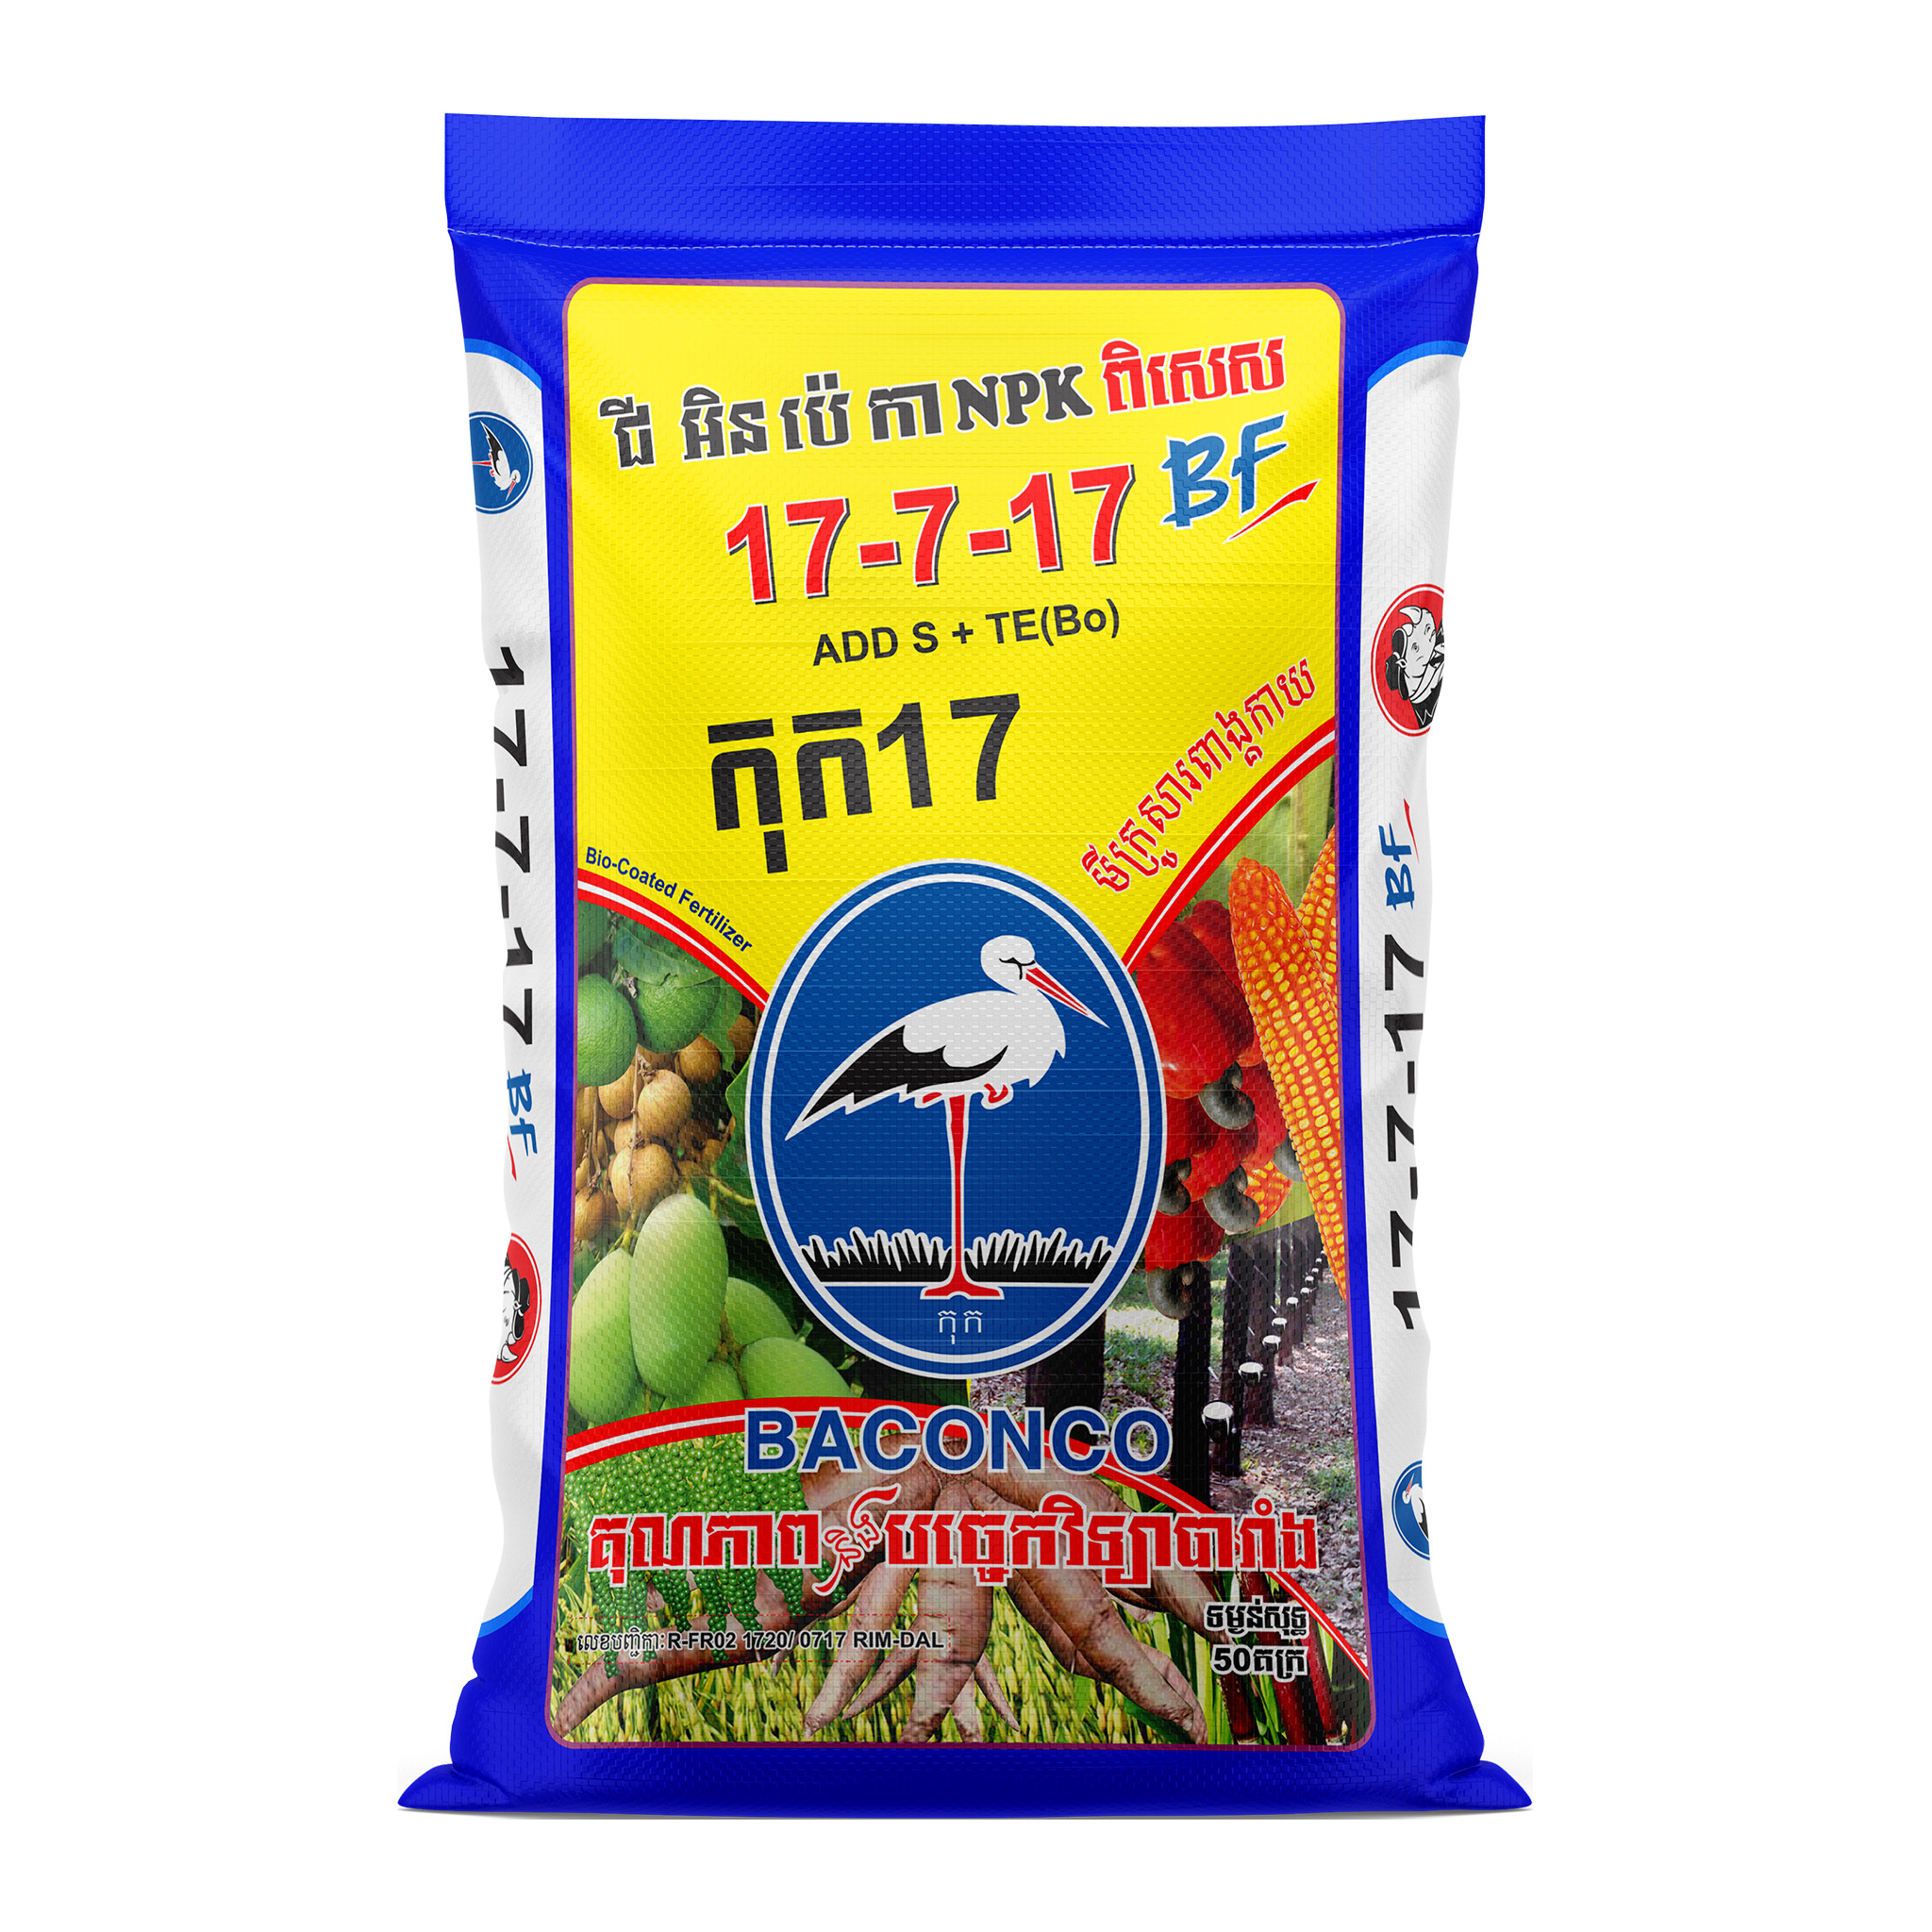 ជី អិន ប៉េ កា NPK ពិសេស
17-7-17 BF
ADD S + TE(Bo)
កុក17
មីក្រូសារពាង្គកាយ
Bio-Coated Fertilizer
កុក
BACONCO
គុណភាព និង បច្ចេកវិទ្យាបារាំង
លេខបញ្ជិកា: R-FR02 1720/ 0717 RIM-DAL
ទម្ងន់សុទ្ធ
50គក្រ
17-7-17 BF
17-7-17 BF